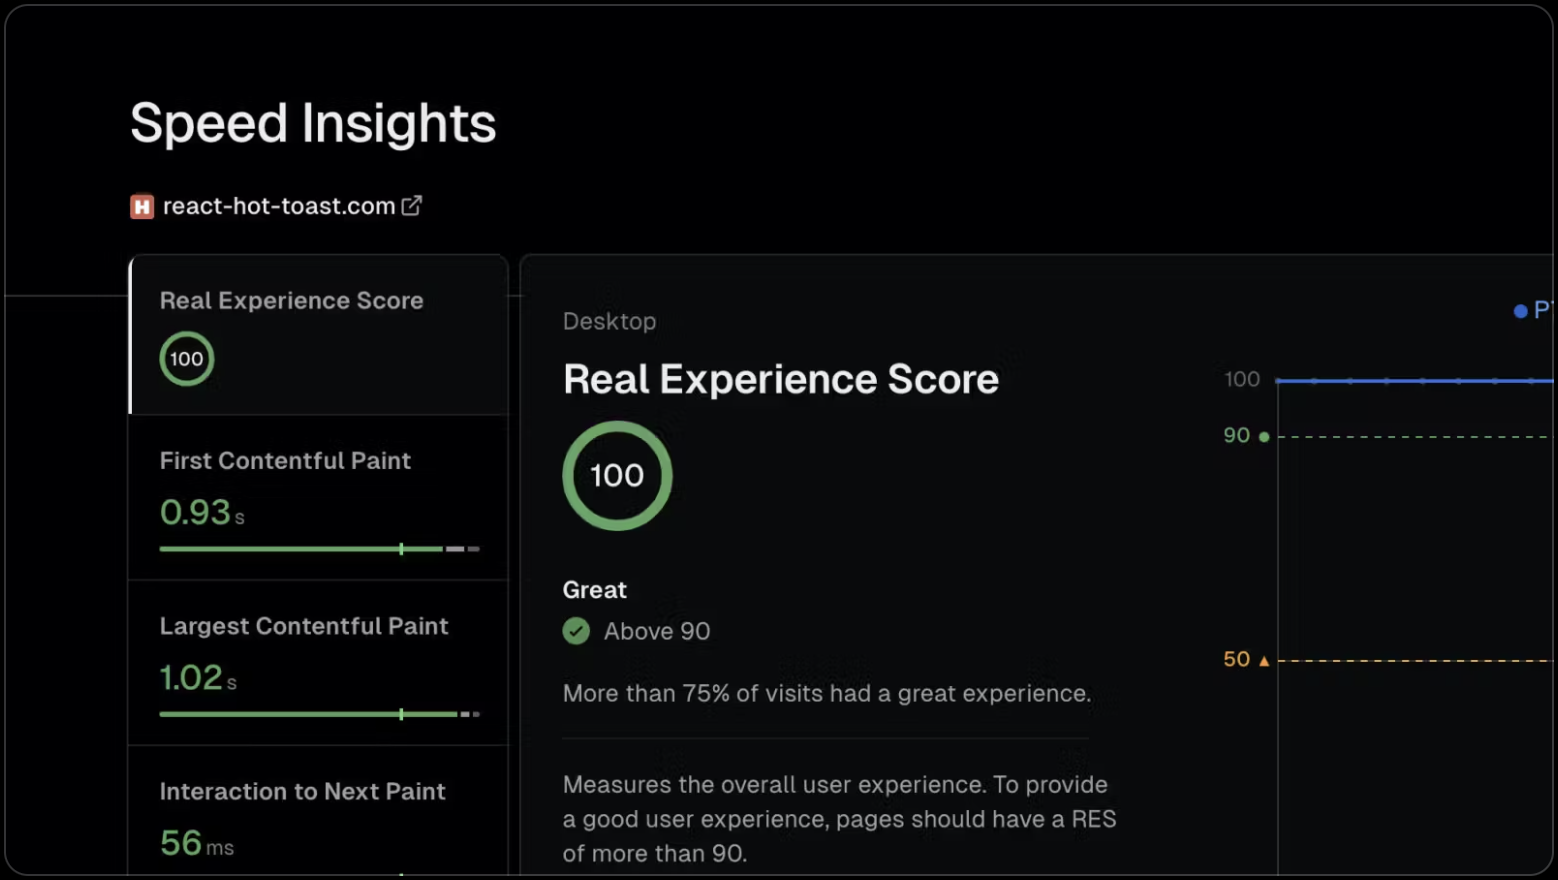 Speed Insights
H react-hot-toast.com
Real Experience Score
100
First Contentful Paint
0.93 s
Largest Contentful Paint
1.02 s
Interaction to Next Paint
56 ms
Desktop
Real Experience Score
100
Great
Above 90
More than 75% of visits had a great experience.
Measures the overall user experience. To provide
a good user experience, pages should have a RES
of more than 90.
100
90
50